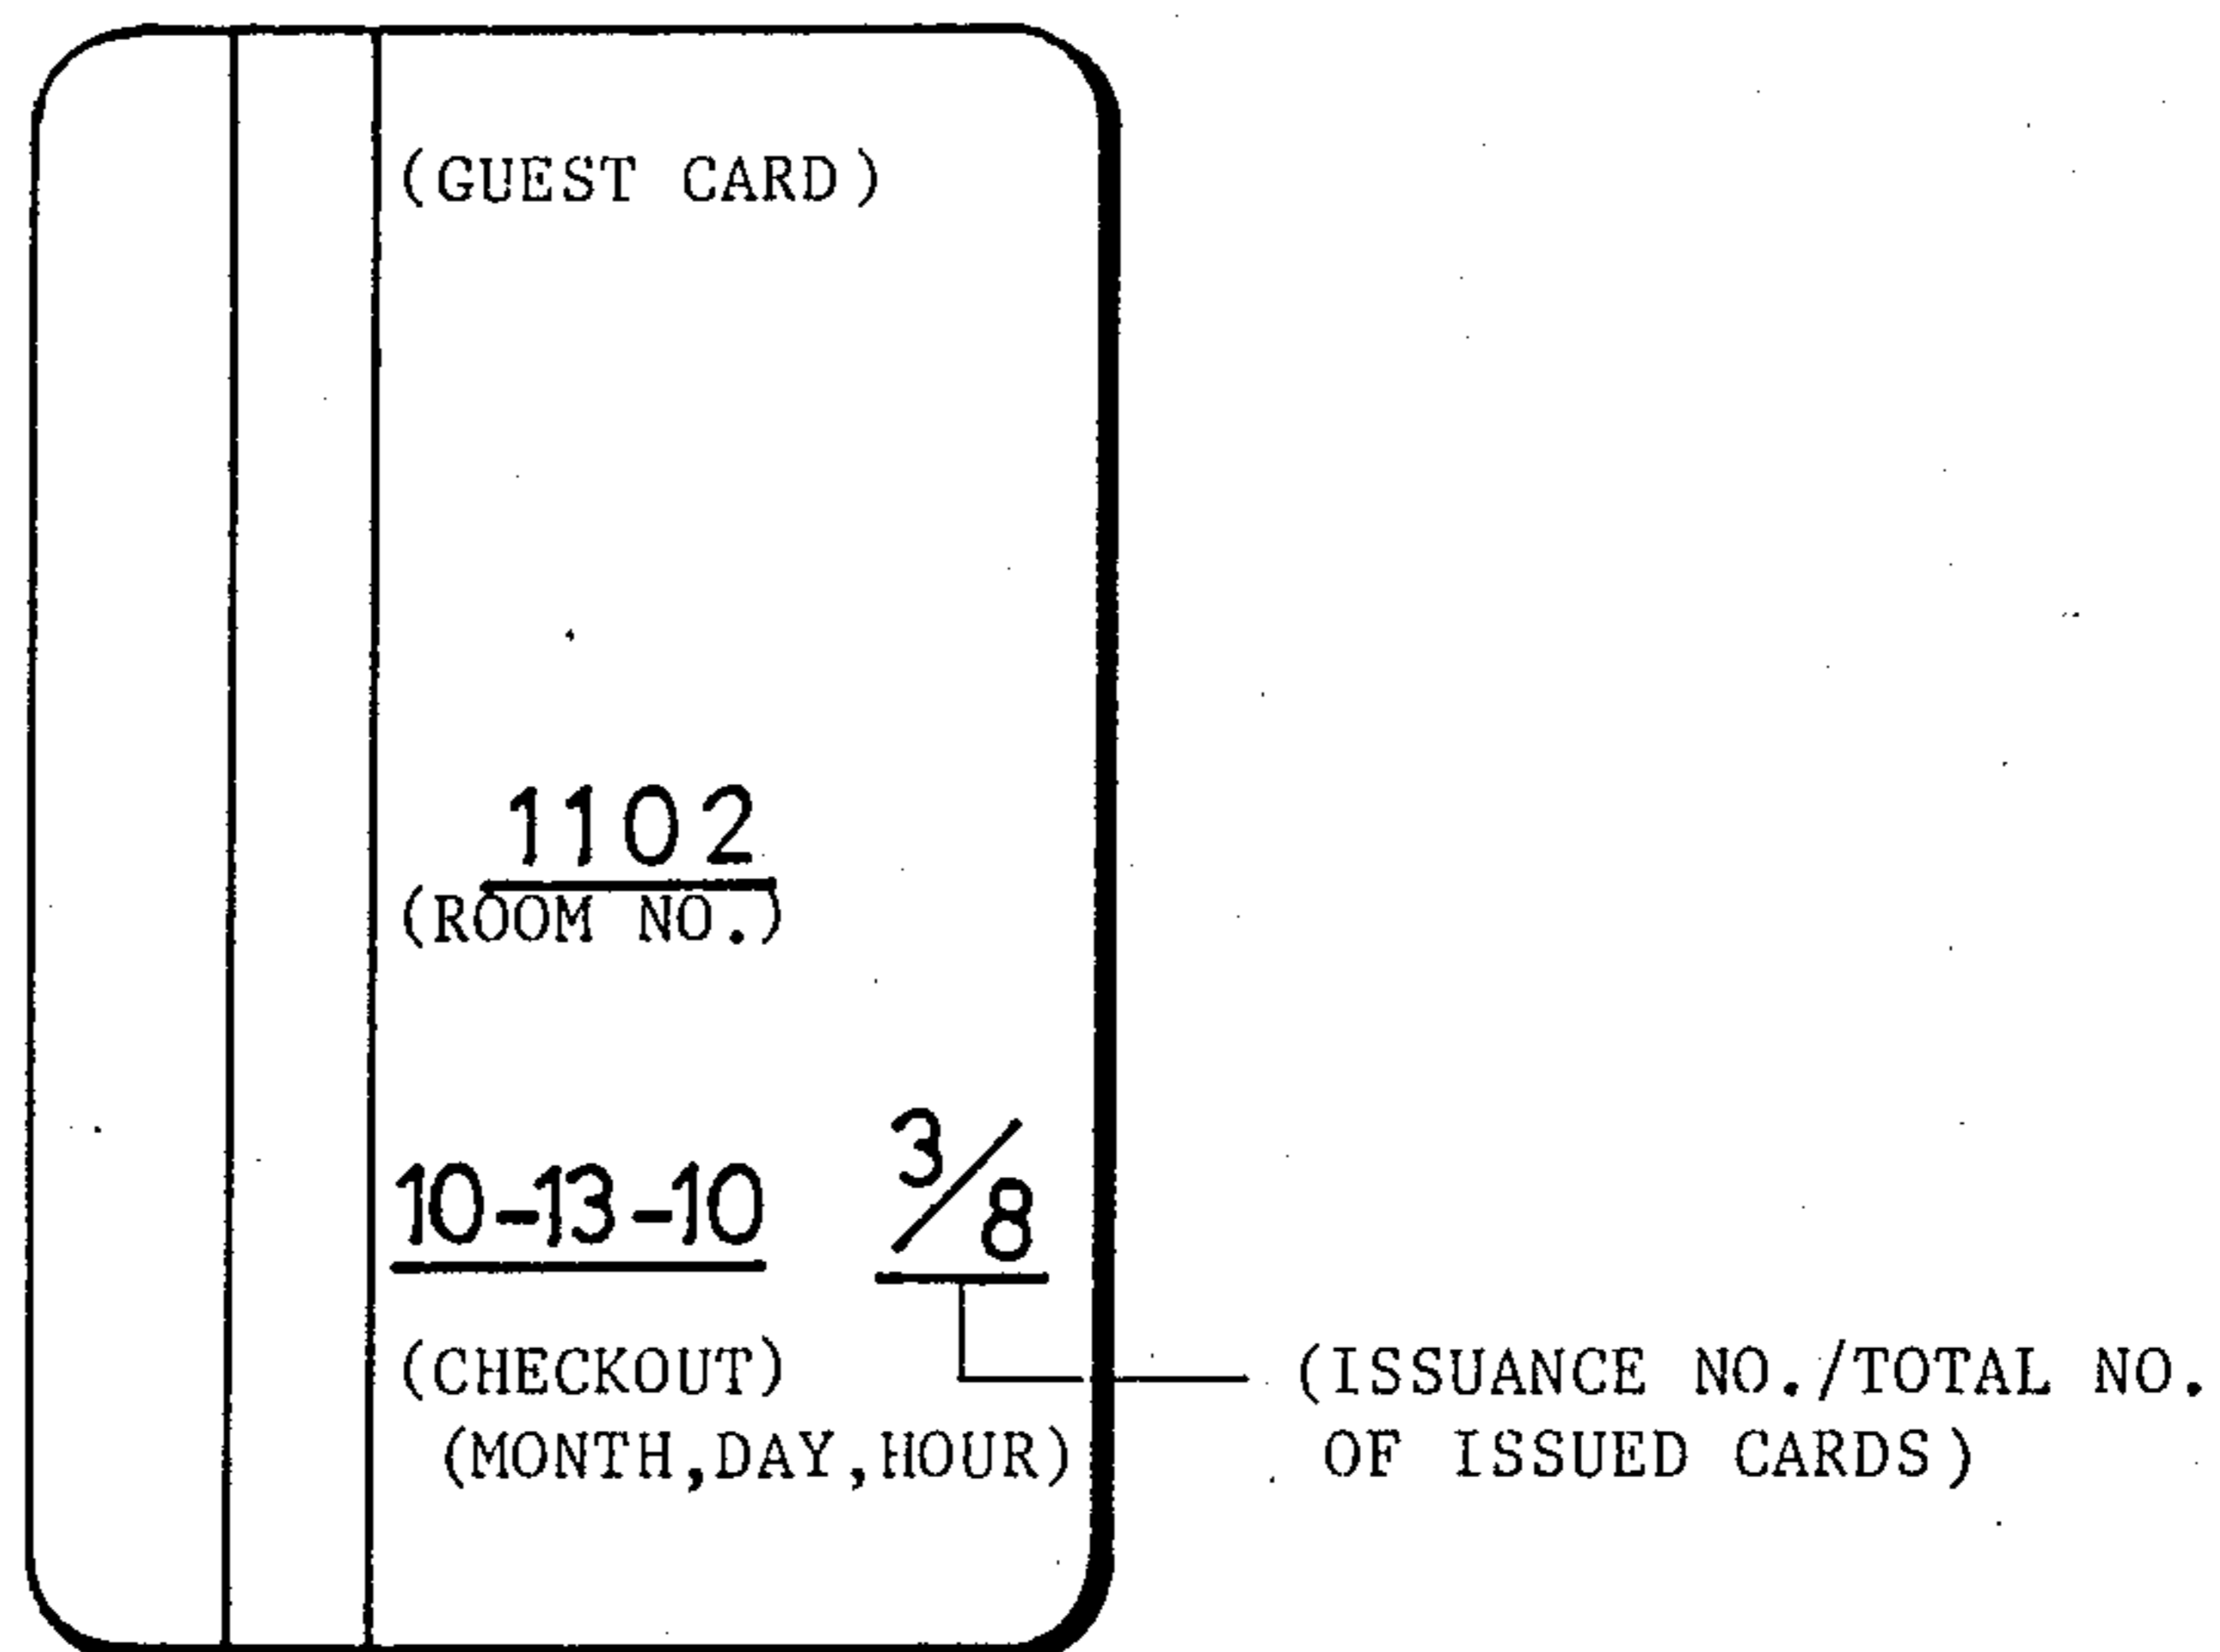 (GUEST CARD)
1102
(ROOM NO.)
10-13-10 3/8
(CHECKOUT)
(MONTH,DAY,HOUR)
(ISSUANCE NO./TOTAL NO.
OF ISSUED CARDS)